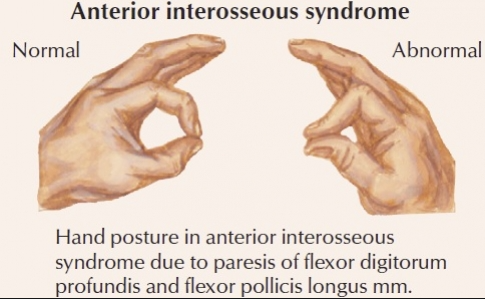 Anterior interosseous syndrome
Normal
Abnormal
Hand posture in anterior interosseous
syndrome due to paresis of flexor digitorum
profundis and flexor pollicis longus mm.